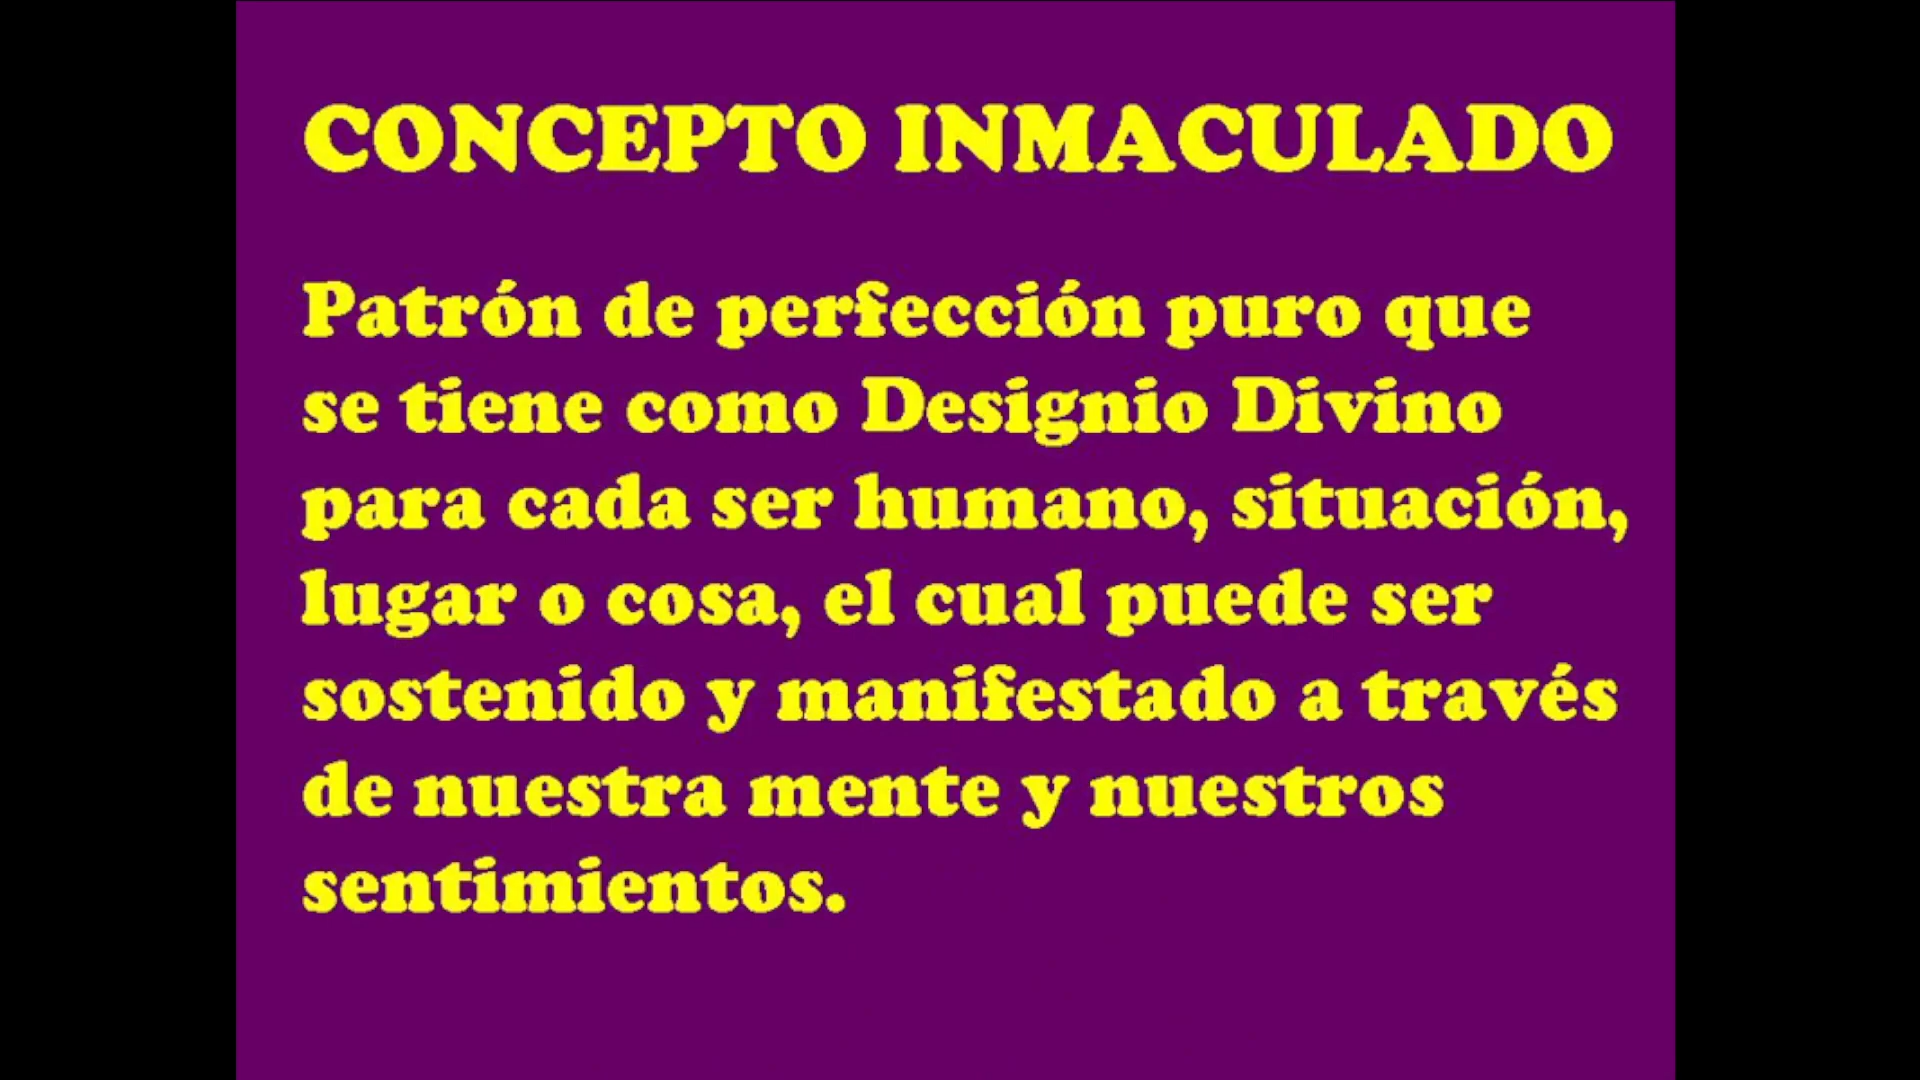 CONCEPTO INMACULADO
Patrón de perfección puro que
se tiene como Designio Divino
para cada ser humano, situación,
lugar o cosa, el cual puede ser
sostenido y manifestado a través
de nuestra mente y nuestros
sentimientos.